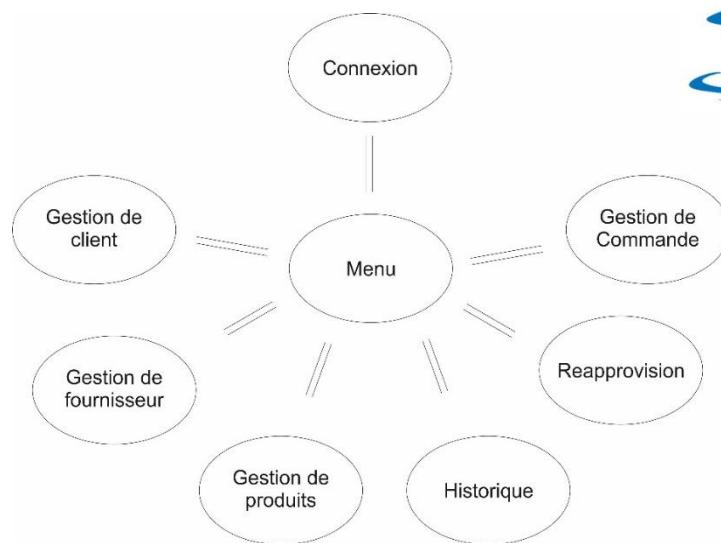 Connexion
Gestion de
client
Menu
Gestion de
Commande
Gestion de
fournisseur
Reapprovision
Gestion de
produits
Historique